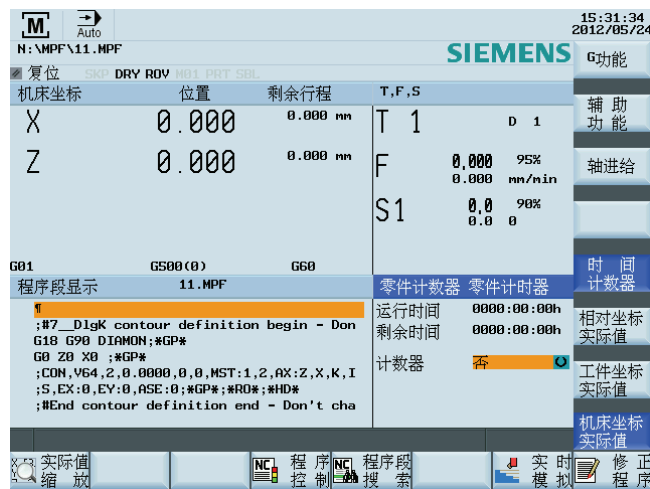 M Auto 15:31:34
2012/05/24
N:\MPF\11.MPF SIEMENS G功能
复位 SKP DRY ROV M01 PRT SBL
机床坐标 位置 剩余行程 T,F,S
辅 助
功 能
X 0.000 0.000 mm T 1 D 1
Z 0.000 0.000 mm F 0,000 95%
0.000 mm/min
轴进给
S1 0,0 90%
0.0 0
G01 G500(0) G60
时 间
计数器
程序段显示 11.MPF 零件计数器 零件计时器
¶
;#7__DlgK contour definition begin - Don
G18 G90 DIAMON;*GP*
G0 Z0 X0 ;*GP*
;CON,V64,2,0.0000,0,0,MST:1,2,AX:Z,X,K,I
;S,EX:0,EY:0,ASE:0;*GP*;*RO*;*HD*
;#End contour definition end - Don't cha
运行时间 0000:00:00h
剩余时间 0000:00:00h
计数器 否
相对坐标
实际值
工件坐标
实际值
机床坐标
实际值
实际值
缩 放
NC 程 序
控 制
NC 程序段
搜 索
实 时
模 拟
修 正
程 序